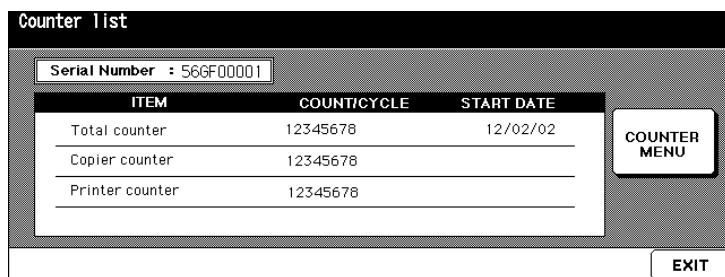 Counter list
Serial Number : 56GF00001
ITEM COUNT/CYCLE START DATE
Total counter 12345678 12/02/02
Copier counter 12345678
Printer counter 12345678
COUNTER
MENU
EXIT